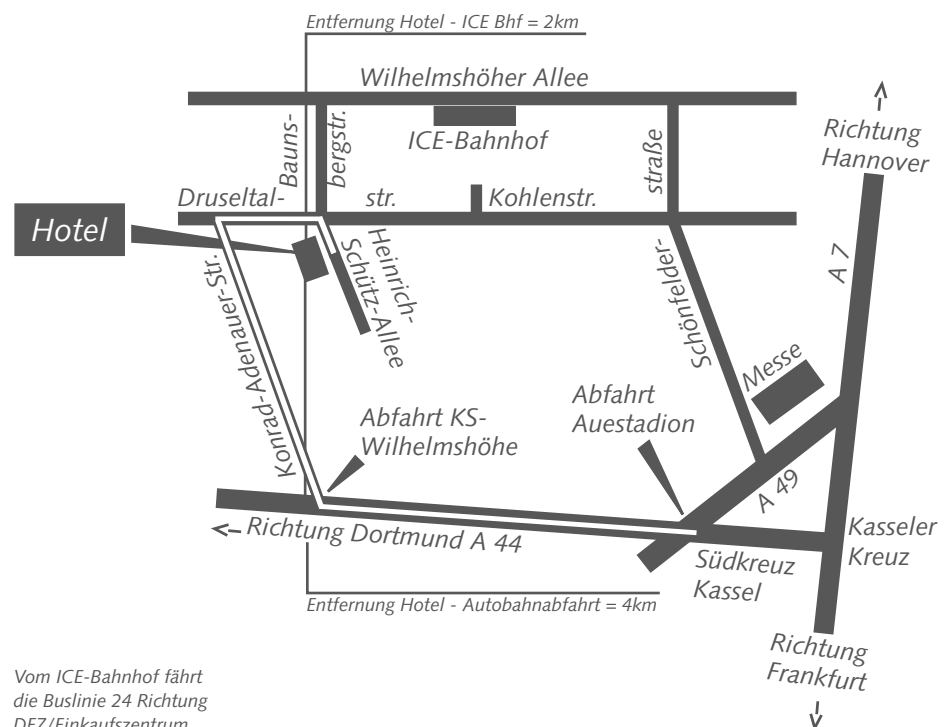 Entfernung Hotel - ICE Bhf = 2km
Wilhelmshöher Allee
ICE-Bahnhof
Richtung
Hannover
Bauns-
bergstr.
straße
Druseltal-
str.
Kohlenstr.
Hotel
Heinrich-
Schütz-Allee
Konrad-Adenauer-Str.
Schönfelder-
A 7
Messe
Abfahrt
Auestadion
Abfahrt KS-
Wilhelmshöhe
A 49
Richtung Dortmund A 44
Kasseler
Kreuz
Südkreuz
Kassel
Entfernung Hotel - Autobahnabfahrt = 4km
Richtung
Frankfurt
Vom ICE-Bahnhof fährt
die Buslinie 24 Richtung
DEZ/Einkaufszentrum